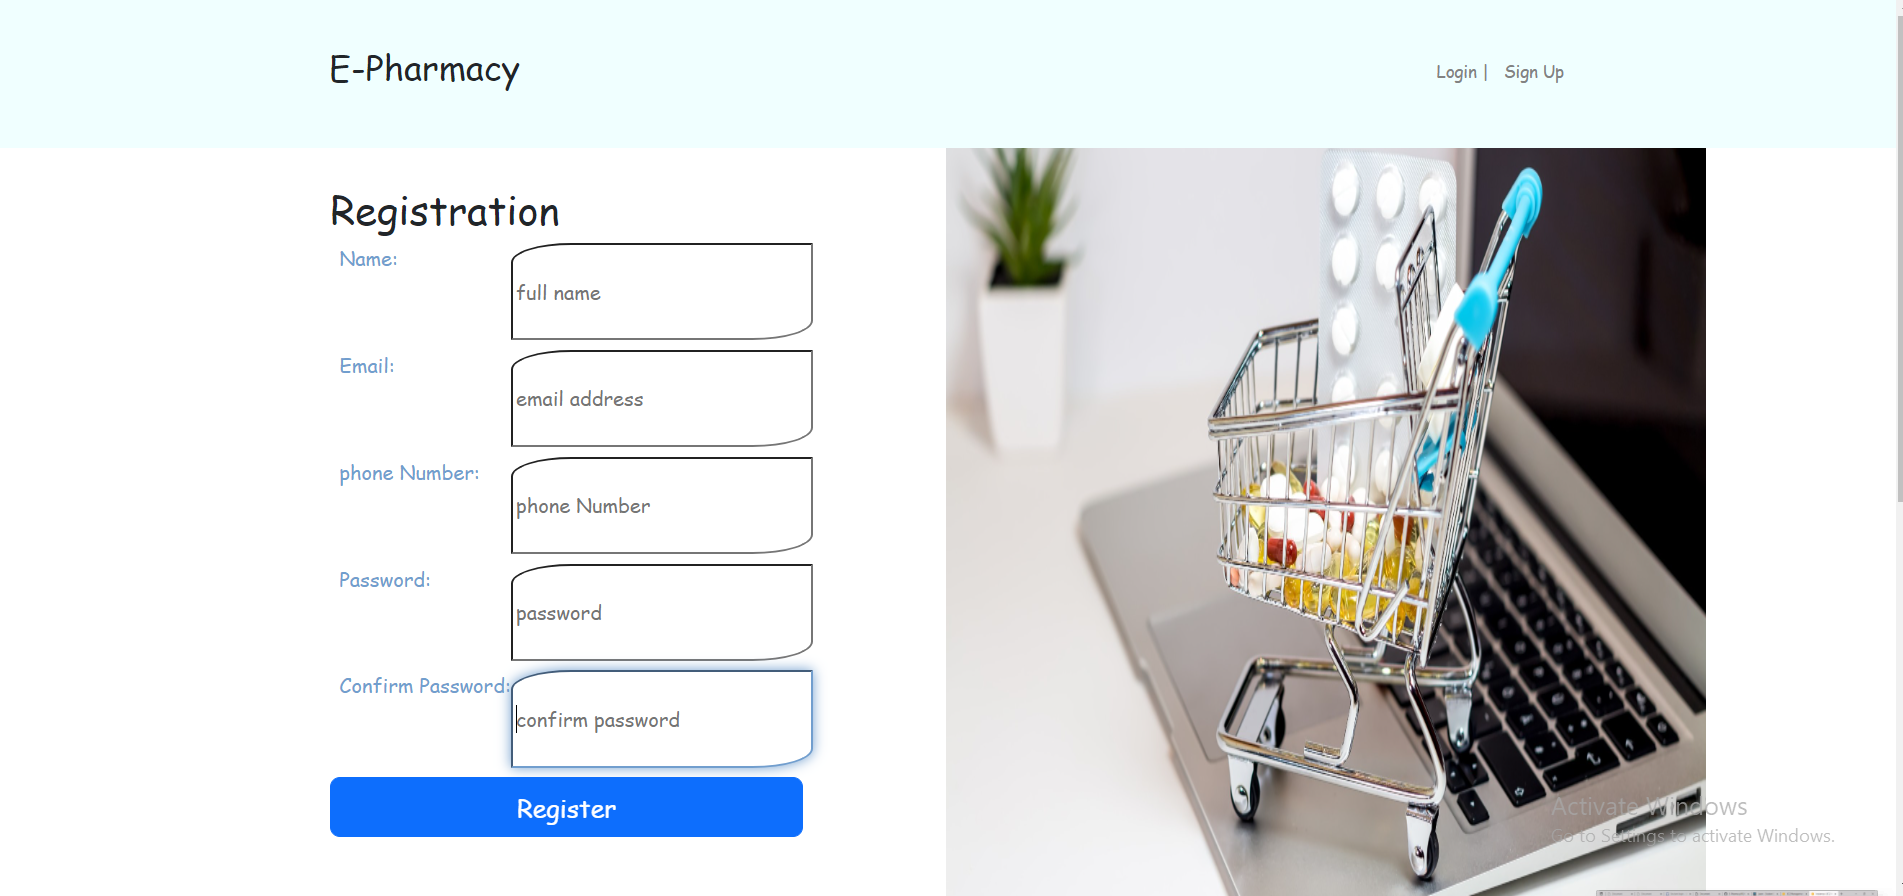 E-Pharmacy
Login | Sign Up
Registration
Name:
full name
Email:
email address
phone Number:
phone Number
Password:
password
Confirm Password:
confirm password
Register
Activate Windows
Go to Settings to activate Windows.